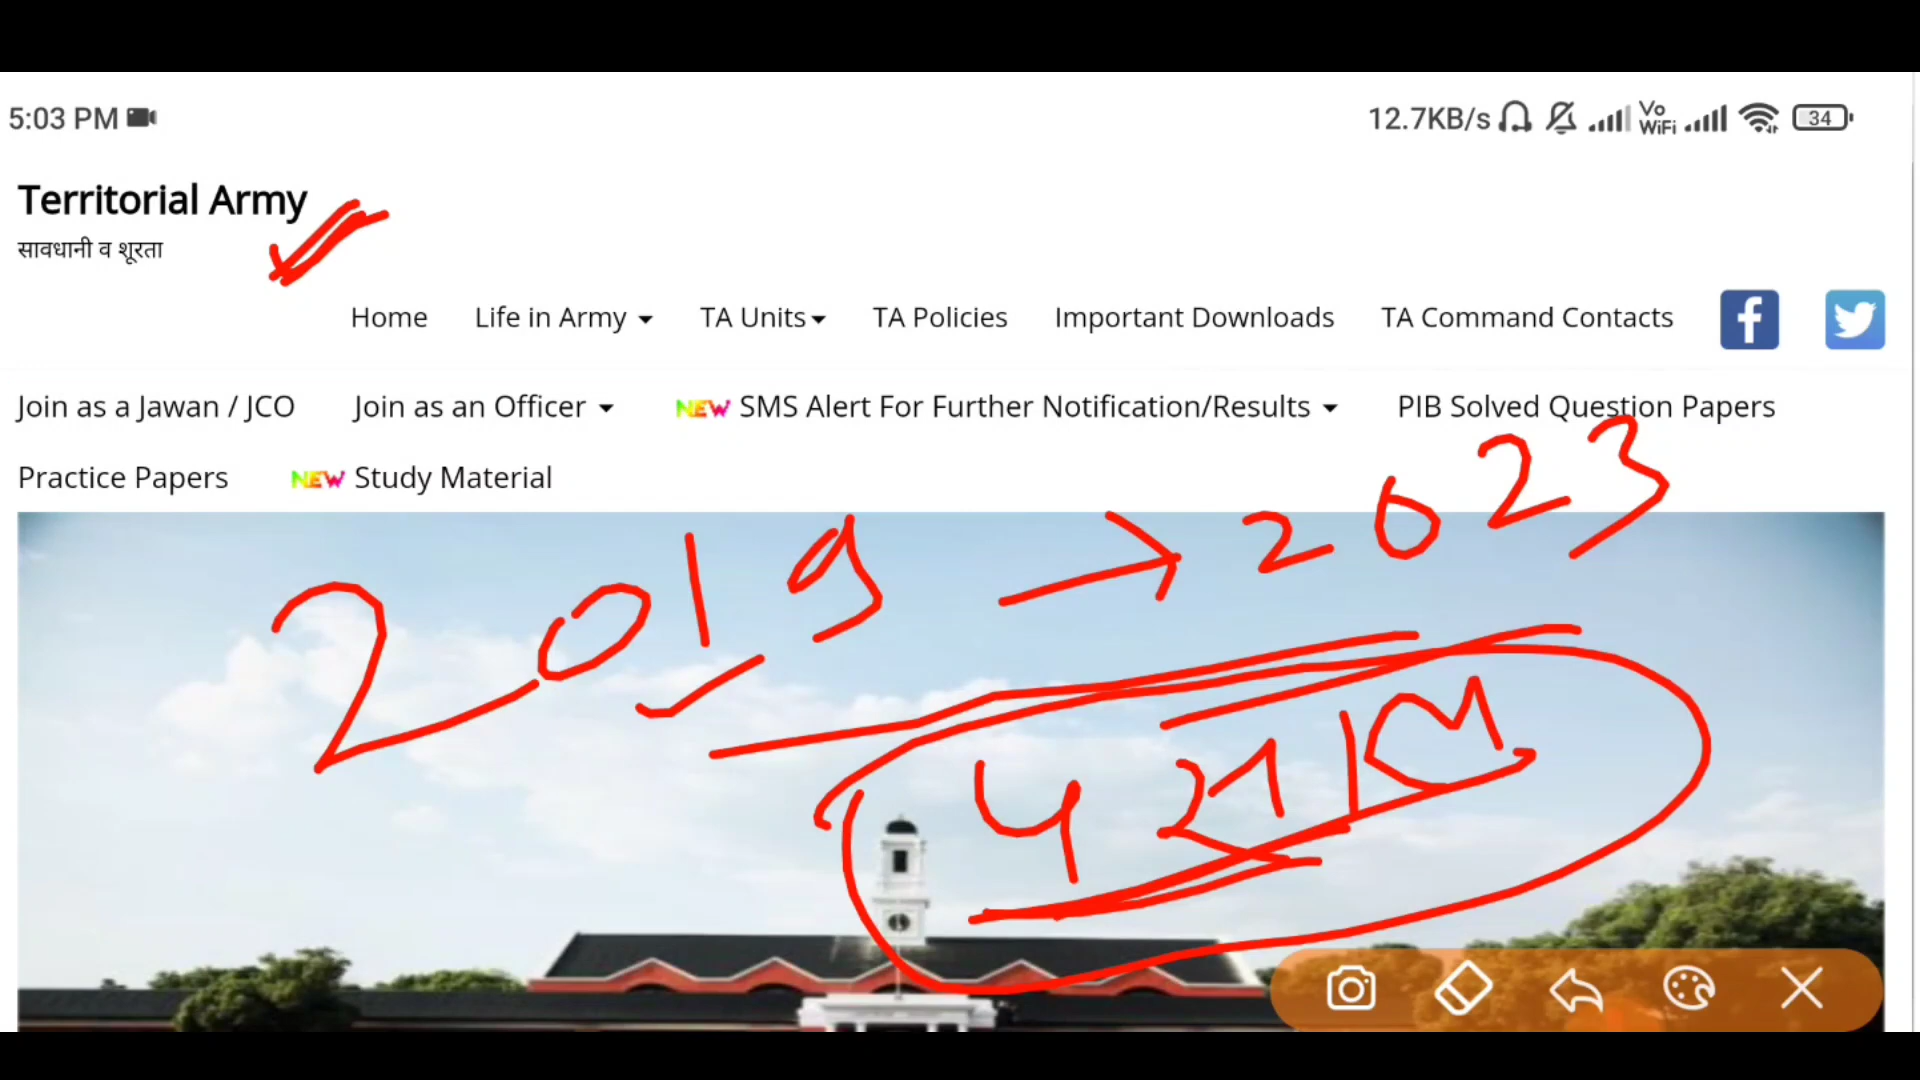 5:03 PM 12.7KB/s Vo WiFi 34
Territorial Army
सावधानी व शूरता
Home Life in Army TA Units TA Policies Important Downloads TA Command Contacts
Join as a Jawan / JCO Join as an Officer NEW SMS Alert For Further Notification/Results PIB Solved Question Papers
Practice Papers NEW Study Material
2019 → 2023
4 साल